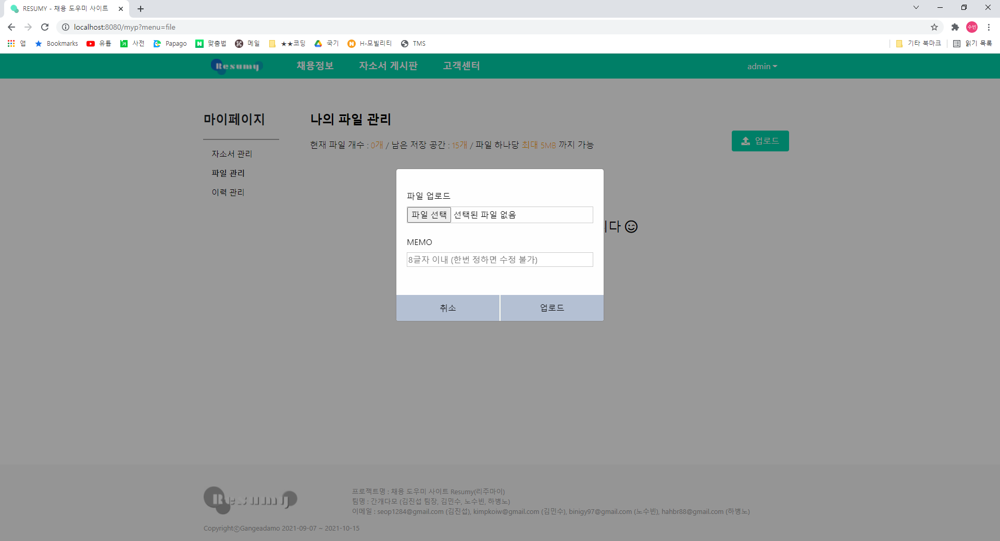 RESUMY - 채용 도우미 사이트
localhost:8080/myp?menu=file
수빈
앱 Bookmarks 유튭 사전 Papago 맞춤법 메일 ★★코딩 국기 H-모빌리티 TMS 기타 북마크 읽기 목록
Resumy 채용정보 자소서 게시판 고객센터 admin
마이페이지
자소서 관리
파일 관리
이력 관리
나의 파일 관리
현재 파일 개수 : 0개 / 남은 저장 공간 : 15개 / 파일 하나당 최대 5MB 까지 가능
업로드
파일 업로드
파일 선택 선택된 파일 없음
다
MEMO
8글자 이내 (한번 정하면 수정 불가)
취소 업로드
Resumy
프로젝트명 : 채용 도우미 사이트 Resumy(리주마이)
팀명 : 간개다모 (김진섭 팀장, 김민수, 노수빈, 하병노)
이메일 : seop1284@gmail.com (김진섭), kimpkoiw@gmail.com (김민수), binigy97@gmail.com (노수빈), hahbr88@gmail.com (하병노)
CopyrightⓒGangeadamo 2021-09-07 ~ 2021-10-15